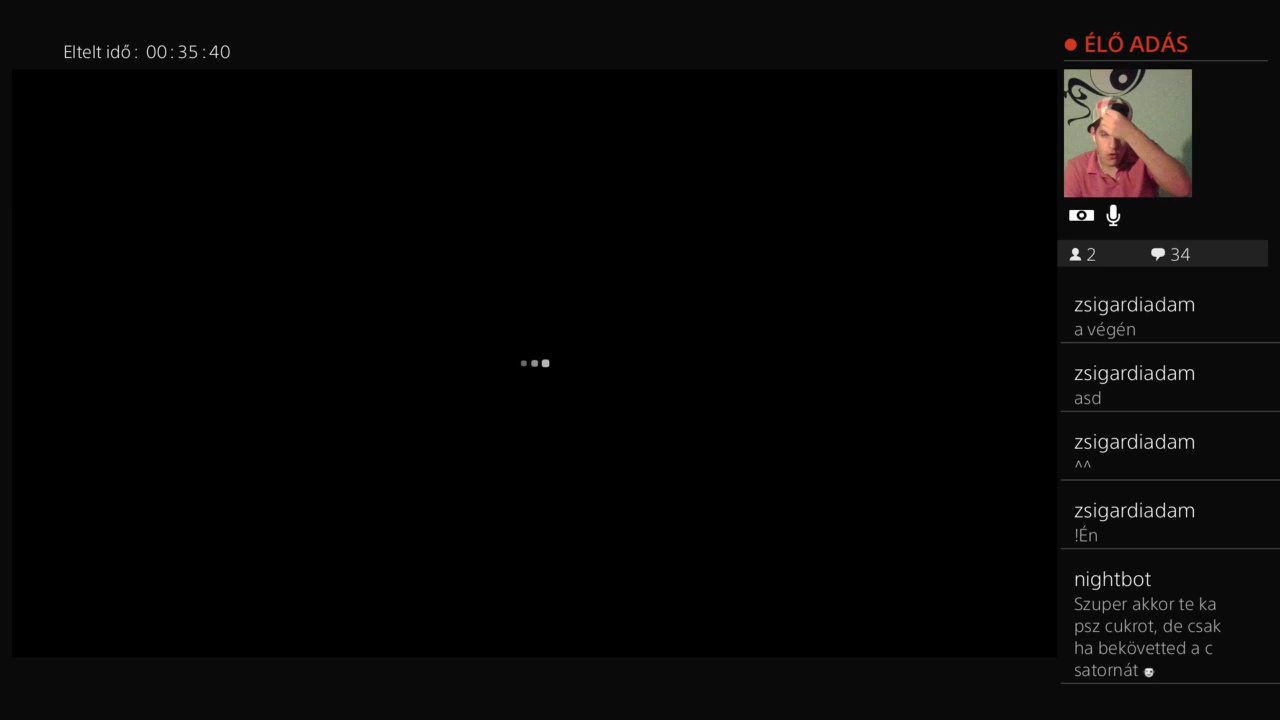 Eltelt idő : 00 : 35 : 40
ÉLŐ ADÁS
2 34
zsigardiadam
a végén
zsigardiadam
asd
zsigardiadam
^^
zsigardiadam
!Én
nightbot
Szuper akkor te ka
psz cukrot, de csak
ha bekövetted a c
satornát